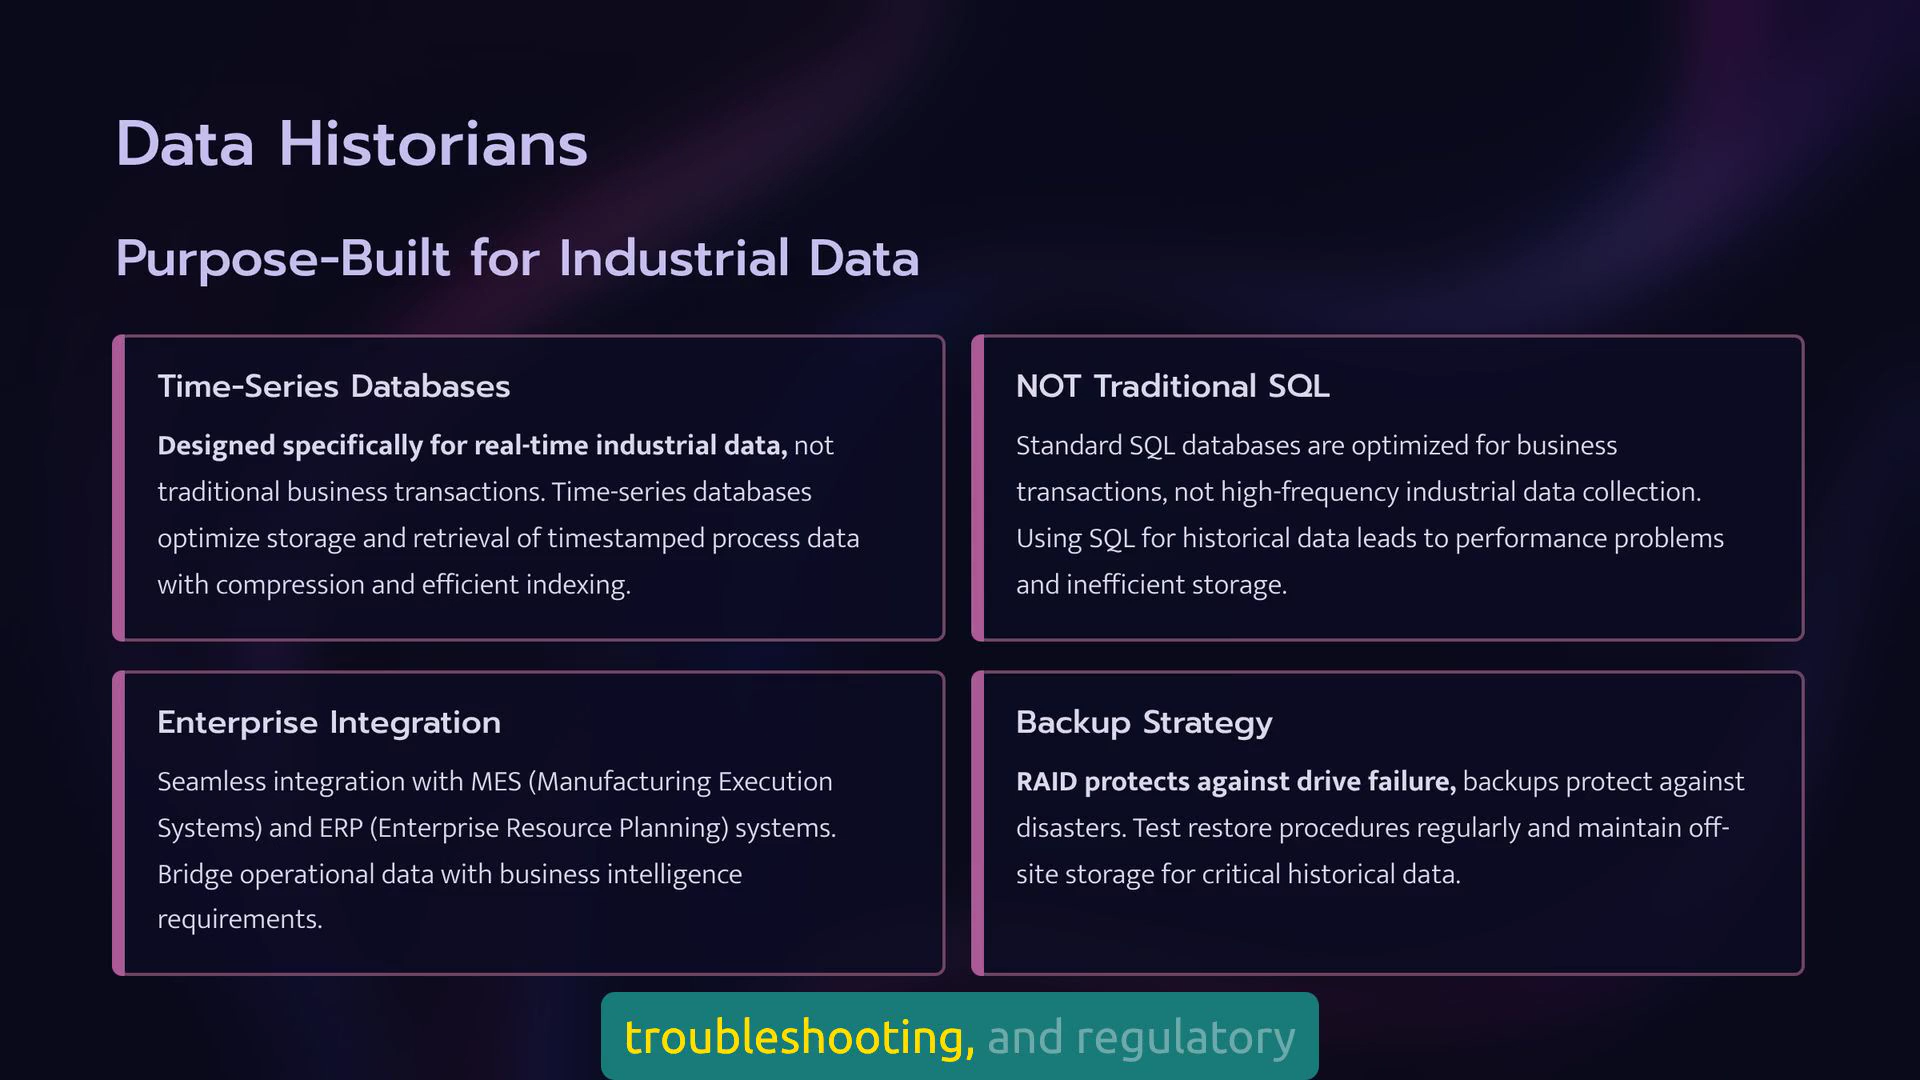 Data Historians
Purpose-Built for Industrial Data
Time-Series Databases
Designed specifically for real-time industrial data, not
traditional business transactions. Time-series databases
optimize storage and retrieval of timestamped process data
with compression and efficient indexing.
NOT Traditional SQL
Standard SQL databases are optimized for business
transactions, not high-frequency industrial data collection.
Using SQL for historical data leads to performance problems
and inefficient storage.
Enterprise Integration
Seamless integration with MES (Manufacturing Execution
Systems) and ERP (Enterprise Resource Planning) systems.
Bridge operational data with business intelligence
requirements.
Backup Strategy
RAID protects against drive failure, backups protect against
disasters. Test restore procedures regularly and maintain off-
site storage for critical historical data.
troubleshooting, and regulatory